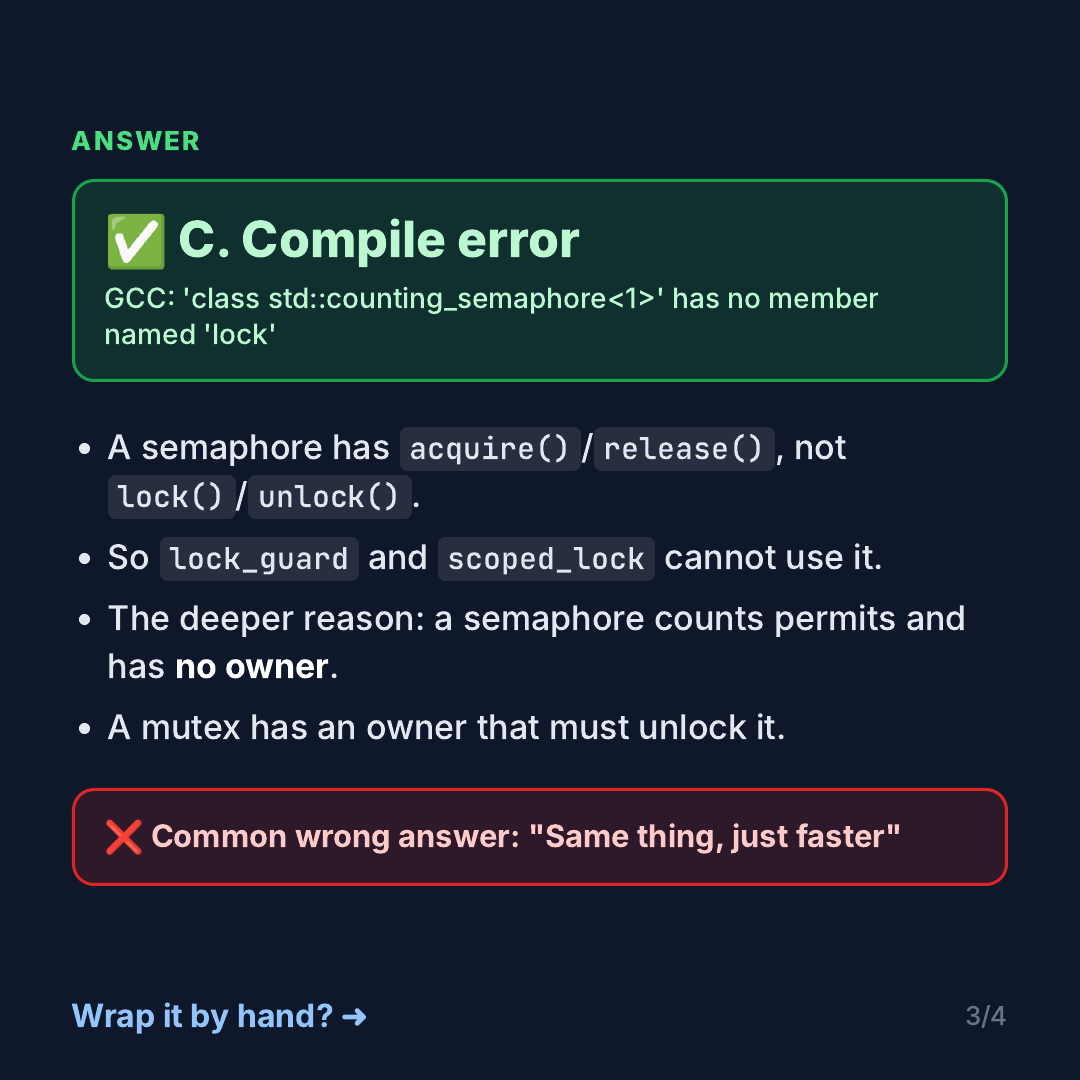 ANSWER
✅ C. Compile error
GCC: 'class std::counting_semaphore<1>' has no member
named 'lock'
• A semaphore has acquire()/release(), not
lock()/unlock().
• So lock_guard and scoped_lock cannot use it.
• The deeper reason: a semaphore counts permits and
has no owner.
• A mutex has an owner that must unlock it.
❌ Common wrong answer: "Same thing, just faster"
Wrap it by hand? ➜
3/4